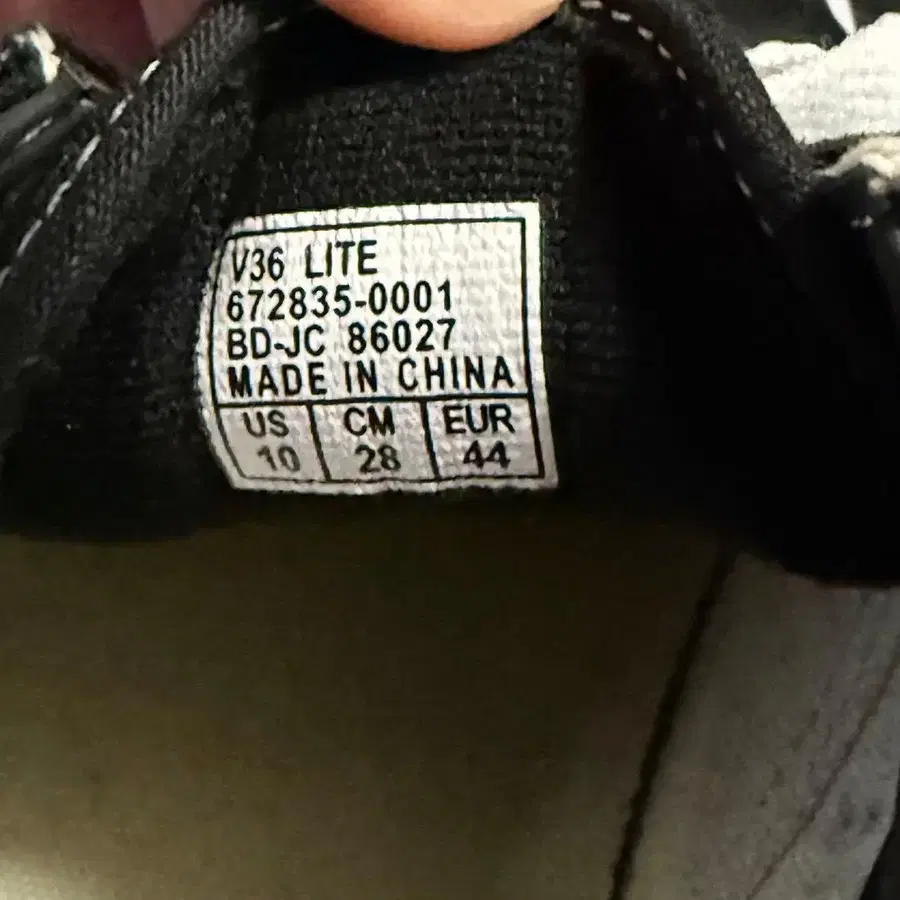 V36 LITE
672835-0001
BD-JC 86027
MADE IN CHINA
US CM EUR
10 28 44